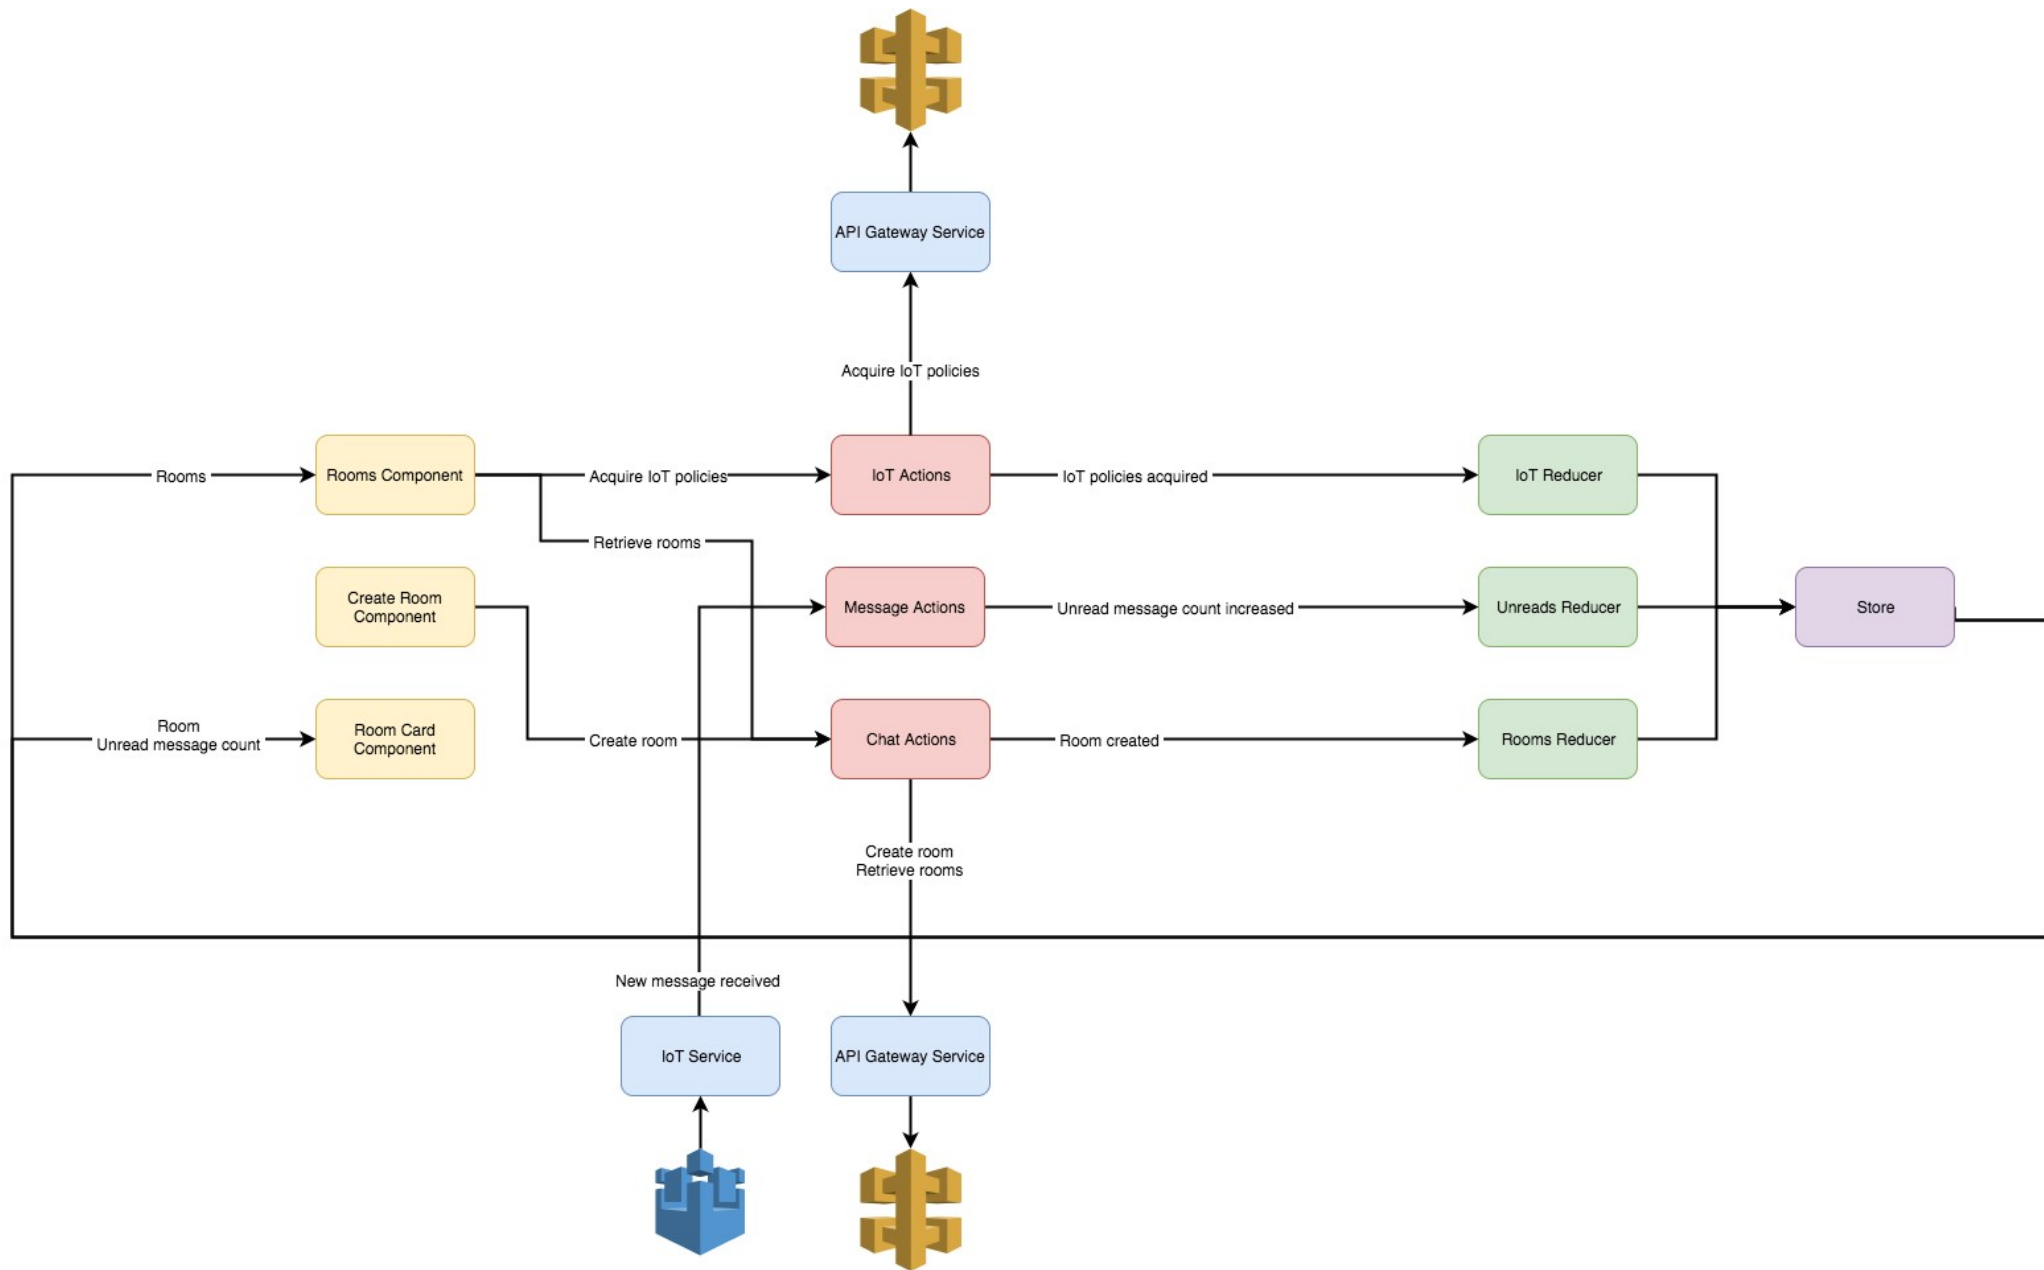 API Gateway Service
Acquire IoT policies
Rooms
Rooms Component
Acquire IoT policies
IoT Actions
IoT policies acquired
IoT Reducer
Retrieve rooms
Create Room
Component
Message Actions
Unread message count increased
Unreads Reducer
Store
Room
Unread message count
Room Card
Component
Create room
Chat Actions
Room created
Rooms Reducer
Create room
Retrieve rooms
New message received
IoT Service
API Gateway Service